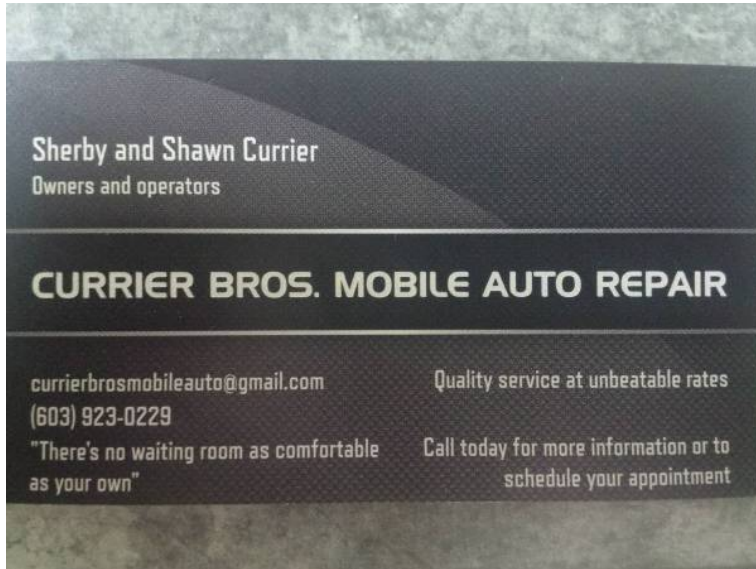 Sherby and Shawn Currier
Owners and operators
CURRIER BROS. MOBILE AUTO REPAIR
currierbrosmobileauto@gmail.com
(603) 923-0229
"There's no waiting room as comfortable
as your own"
Quality service at unbeatable rates
Call today for more information or to
schedule your appointment